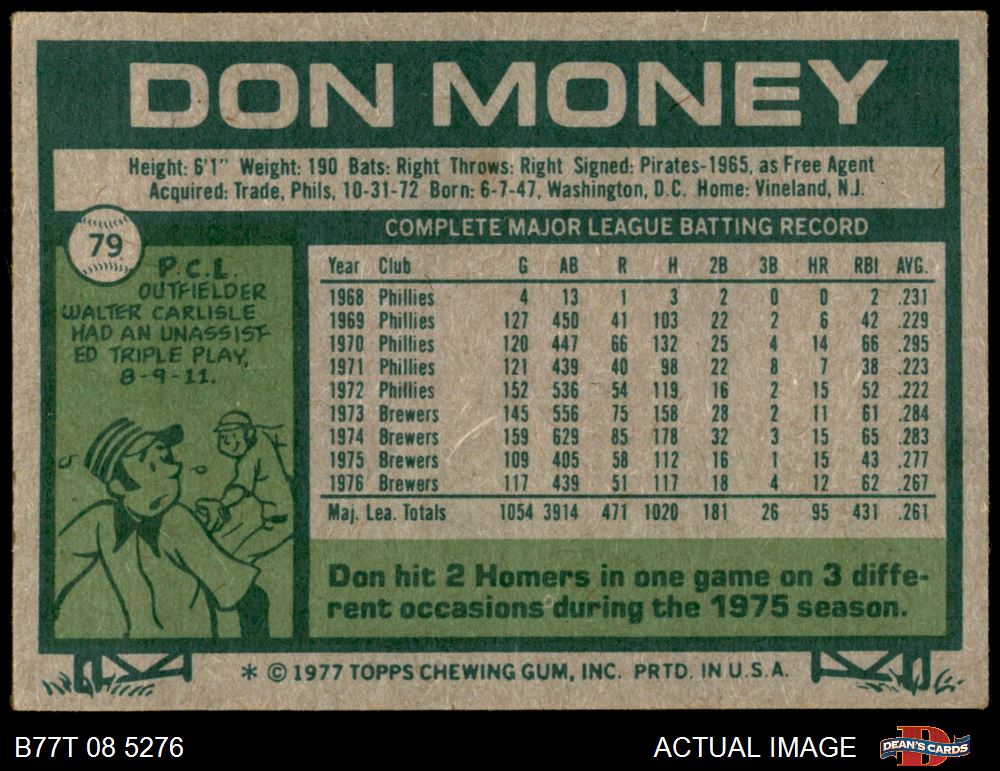 DON MONEY
Height: 6'1" Weight: 190 Bats: Right Throws: Right Signed: Pirates-1965, as Free Agent
Acquired: Trade, Phils, 10-31-72 Born: 6-7-47, Washington, D.C. Home: Vineland, N.J.
79
P.C.L.
OUTFIELDER
WALTER CARLISLE
HAD AN UNASSIST-
ED TRIPLE PLAY,
8-9-11.
COMPLETE MAJOR LEAGUE BATTING RECORD
Year Club G AB R H 2B 3B HR RBI AVG.
1968 Phillies 4 13 1 3 2 0 0 2 .231
1969 Phillies 127 450 41 103 22 2 6 42 .229
1970 Phillies 120 447 66 132 25 4 14 66 .295
1971 Phillies 121 439 40 98 22 8 7 38 .223
1972 Phillies 152 536 54 119 16 2 15 52 .222
1973 Brewers 145 556 75 158 28 2 11 61 .284
1974 Brewers 159 629 85 178 32 3 15 65 .283
1975 Brewers 109 405 58 112 16 1 15 43 .277
1976 Brewers 117 439 51 117 18 4 12 62 .267
Maj. Lea. Totals 1054 3914 471 1020 181 26 95 431 .261
Don hit 2 Homers in one game on 3 diffe-
rent occasions during the 1975 season.
* © 1977 TOPPS CHEWING GUM, INC. PRTD. IN U.S.A.
B77T 08 5276
ACTUAL IMAGE
DEAN'S CARDS